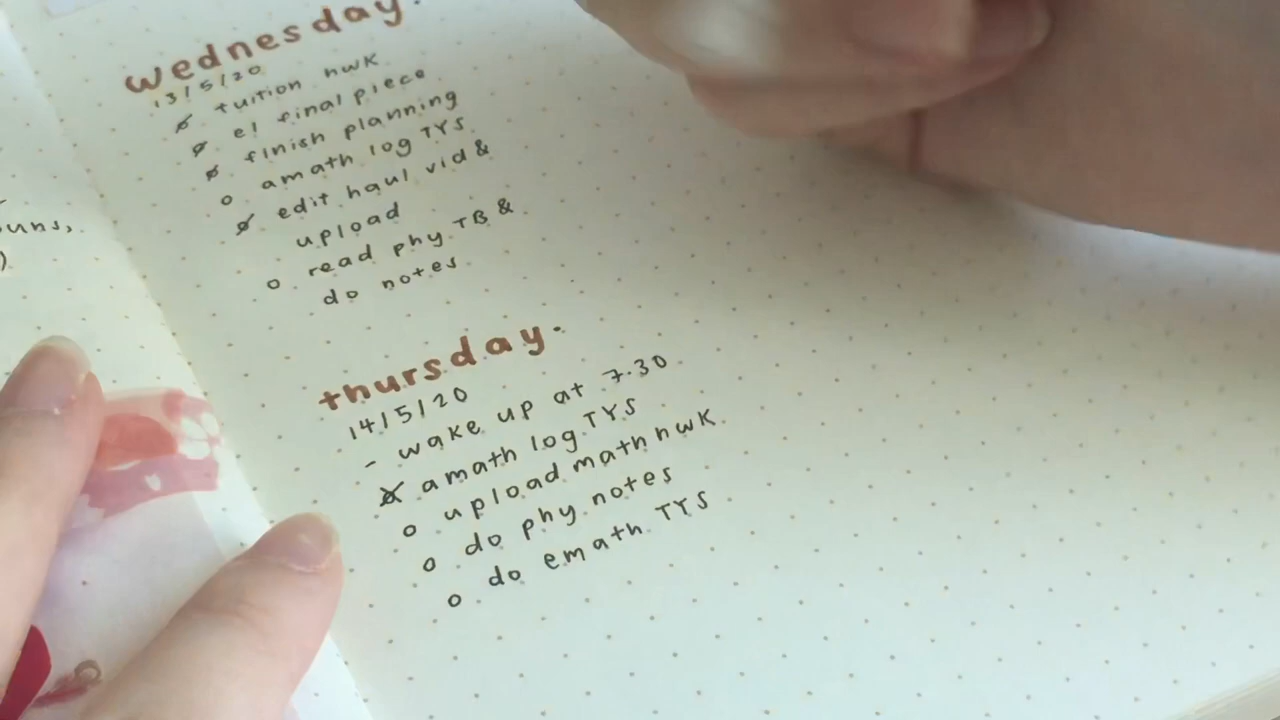 uns,
)
wednesday.
13/5/20
tuition hwk
el final piece
finish planning
o amath log TYS
edit haul vid &
upload
o read phy TB &
do notes
thursday.
14/5/20
- wake up at 7.30
amath log TYS
o upload math hwk
o do phy notes
o do emath TYS